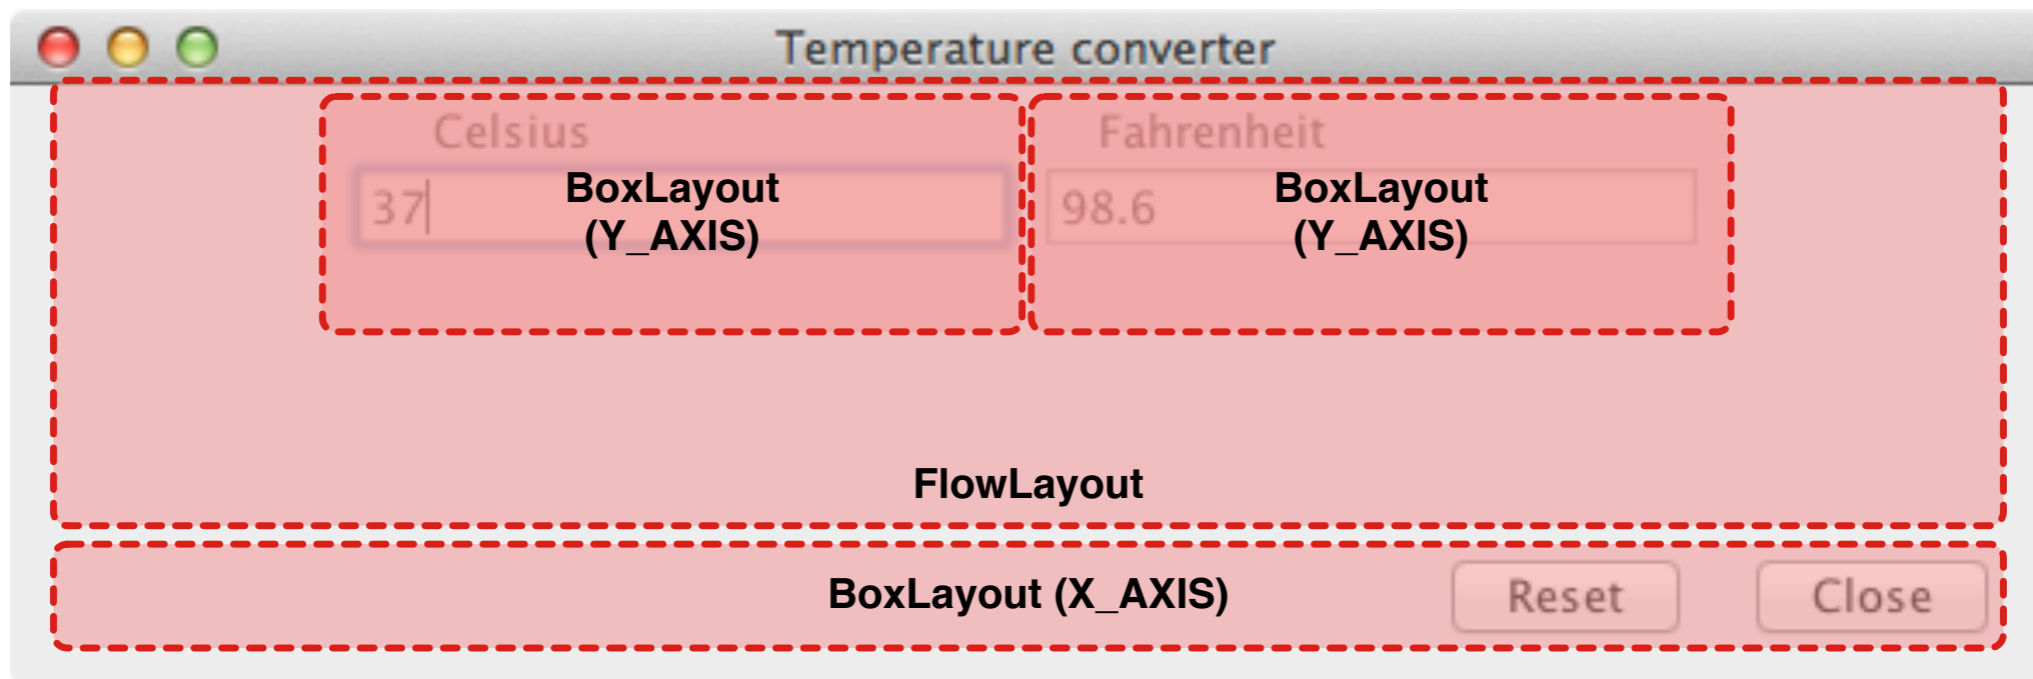 Temperature converter
Celsius
Fahrenheit
37
BoxLayout
(Y_AXIS)
98.6
BoxLayout
(Y_AXIS)
FlowLayout
BoxLayout (X_AXIS)
Reset
Close